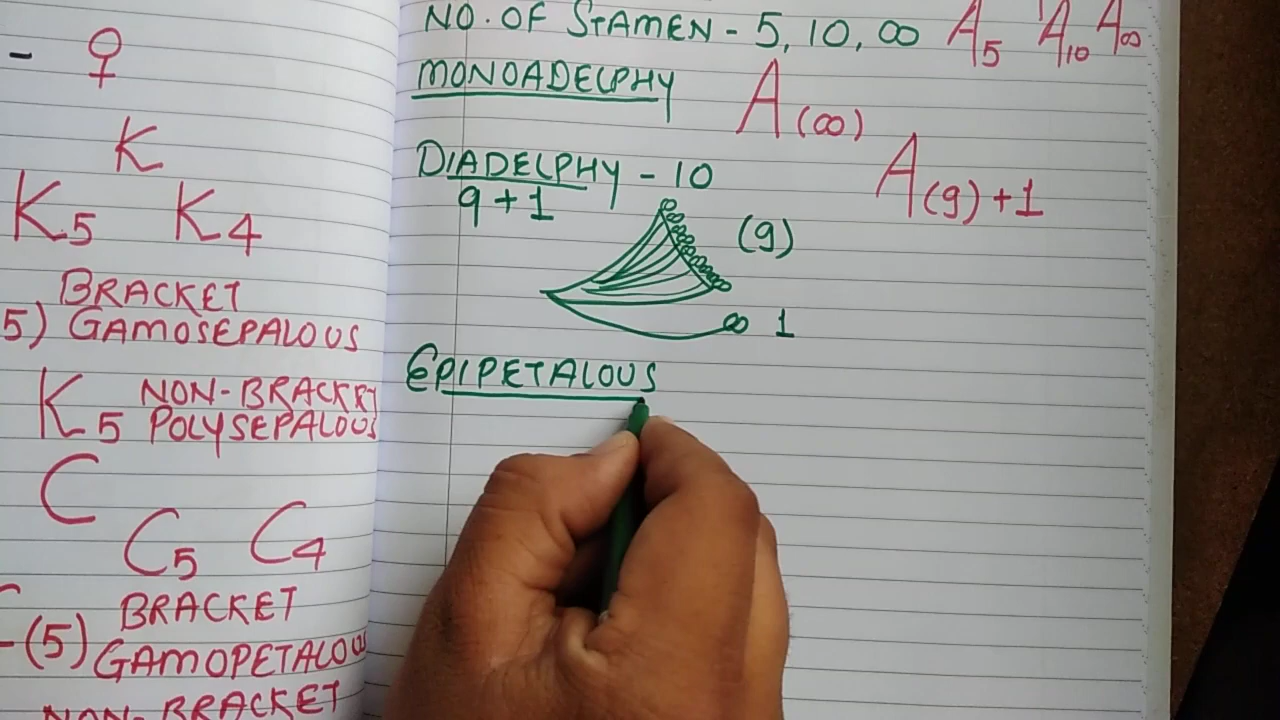 - ♀
K
K5 K4
BRACKET
5) GAMOSEPALOUS
K5 NON-BRACKET
POLYSEPALOUS
C
C5 C4
BRACKET
-(5) GAMOPETALOU
NON-BRACKET
NO. OF STAMEN - 5, 10, ∞ A5 A10 A∞
MONOADELPHY A(∞)
DIADELPHY - 10 A(9)+1
9+1
(9)
1
EPIPETALOUS